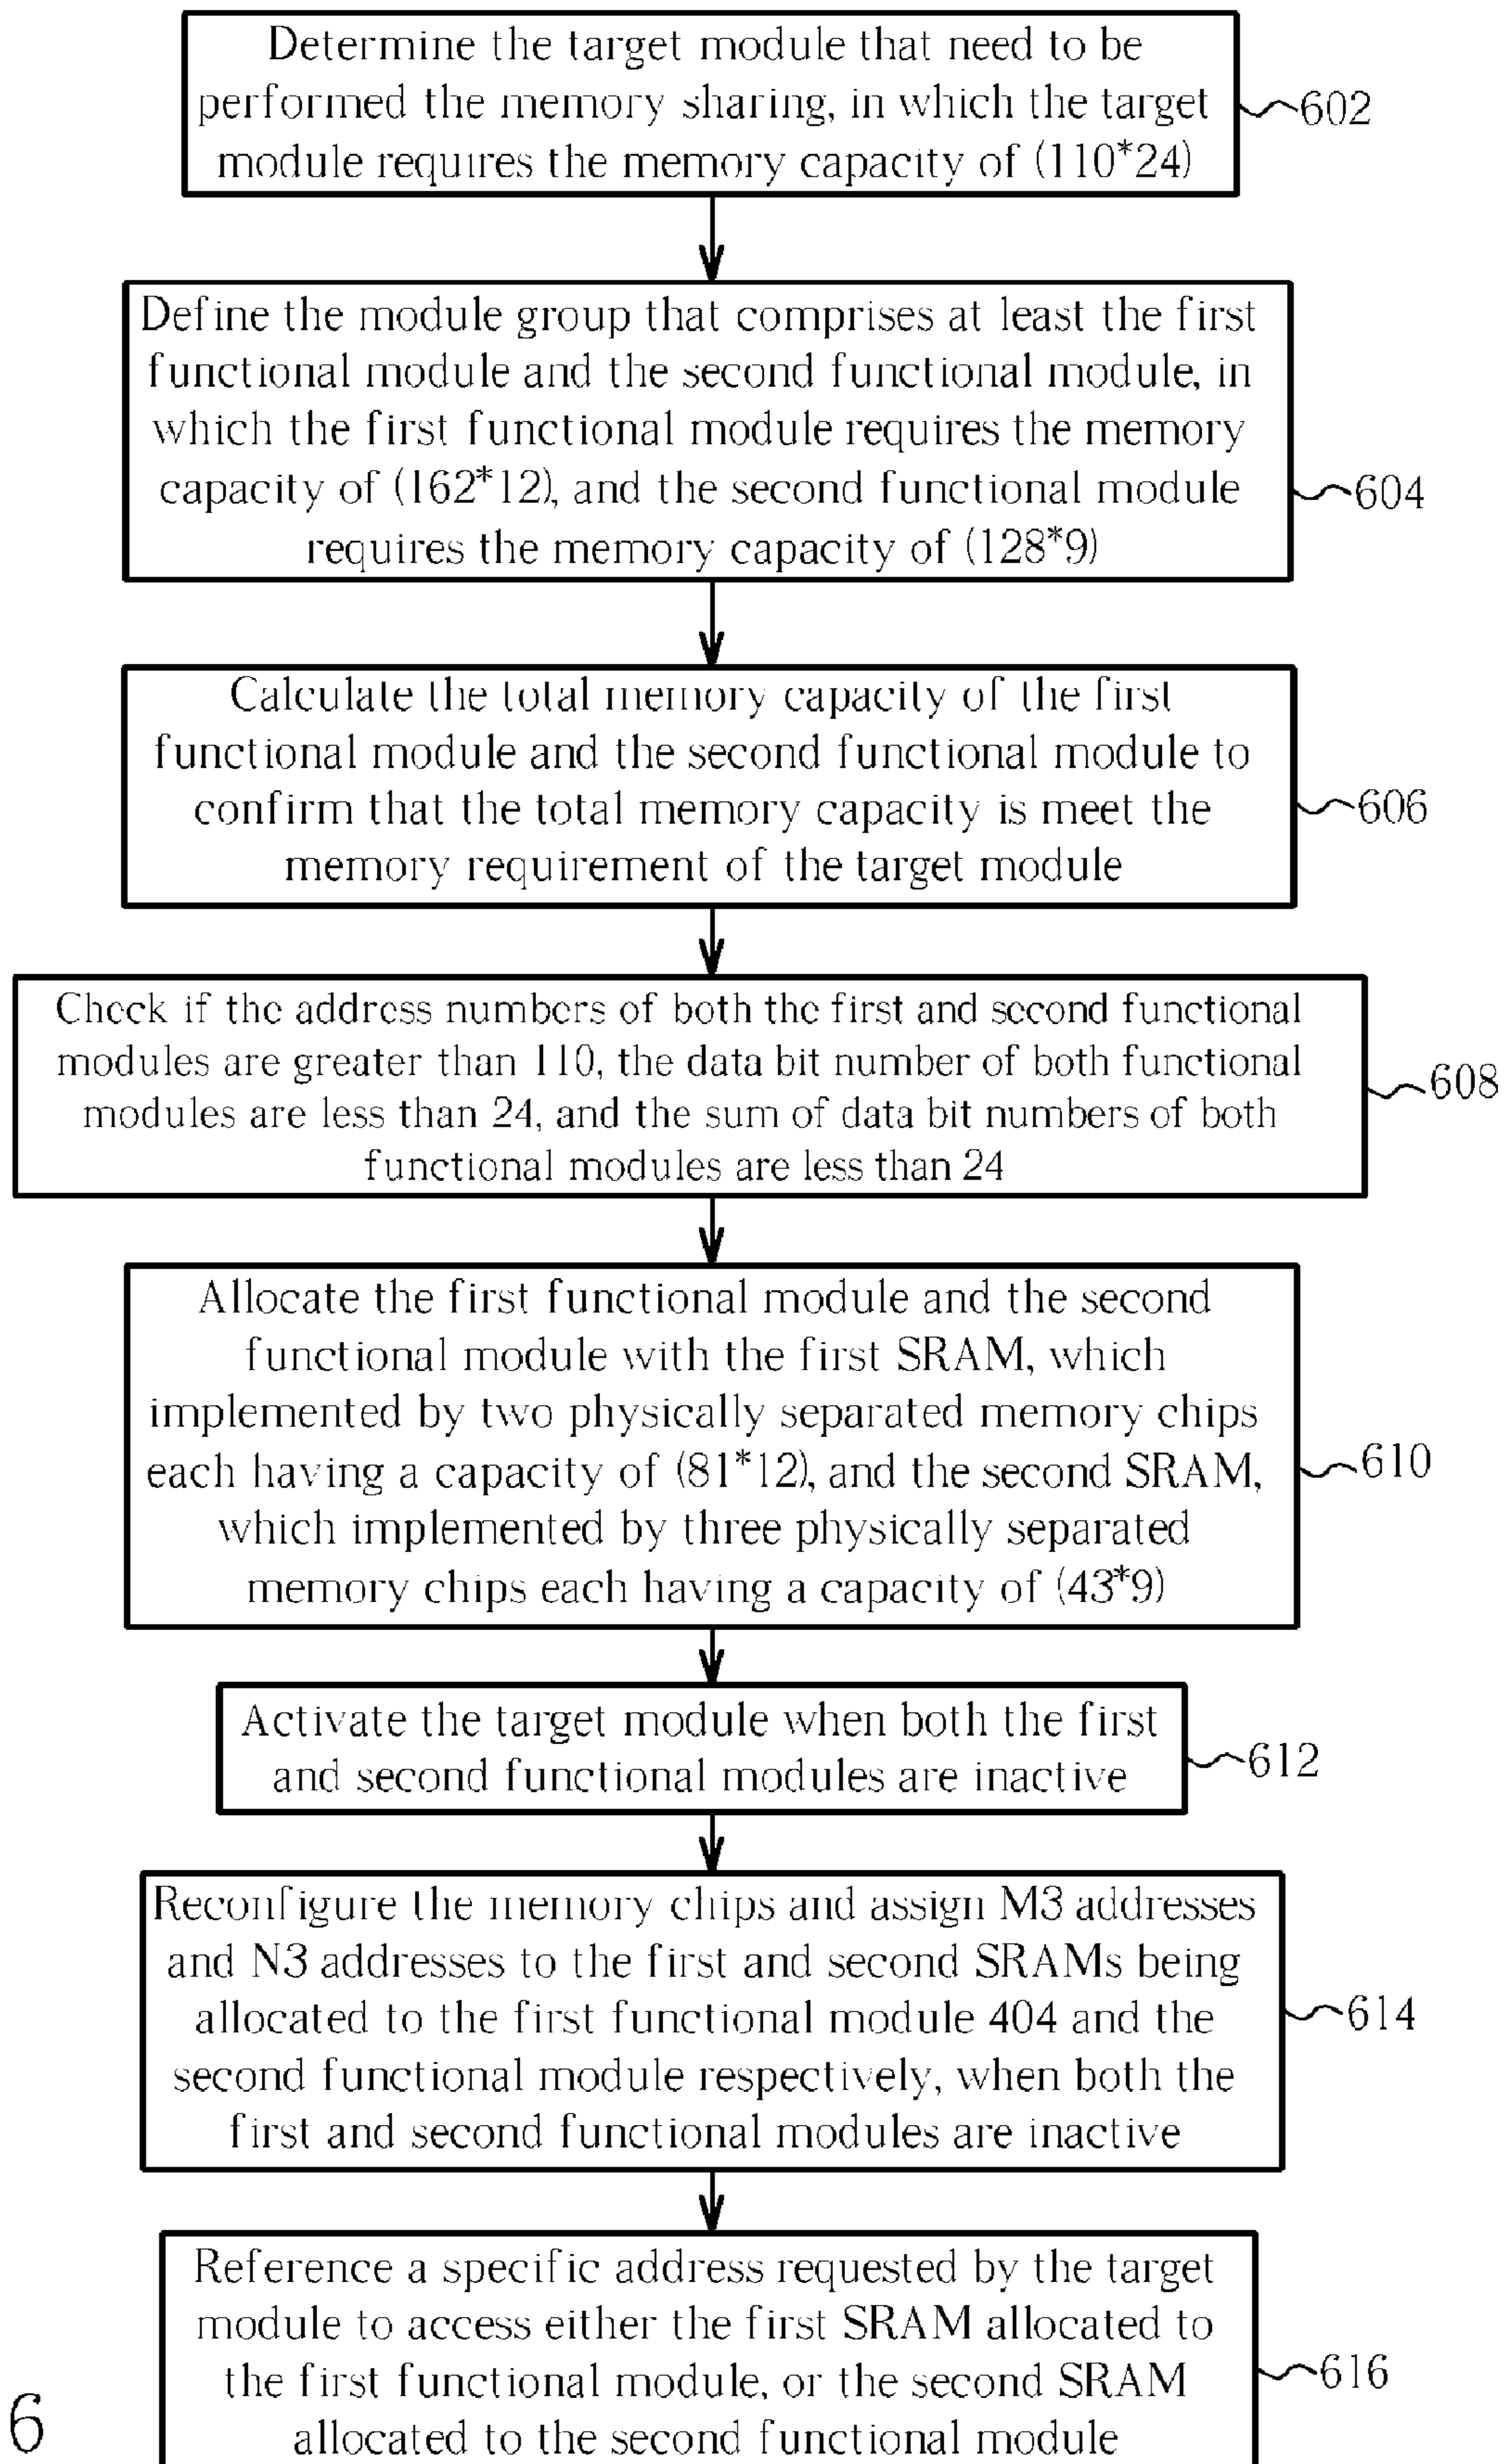 Determine the target module that need to be
performed the memory sharing, in which the target
module requires the memory capacity of (110*24)
602
Define the module group that comprises at least the first
functional module and the second functional module, in
which the first functional module requires the memory
capacity of (162*12), and the second functional module
requires the memory capacity of (128*9)
604
Calculate the total memory capacity of the first
functional module and the second functional module to
confirm that the total memory capacity is meet the
memory requirement of the target module
606
Check if the address numbers of both the first and second functional
modules are greater than 110, the data bit number of both functional
modules are less than 24, and the sum of data bit numbers of both
functional modules are less than 24
608
Allocate the first functional module and the second
functional module with the first SRAM, which
implemented by two physically separated memory chips
each having a capacity of (81*12), and the second SRAM,
which implemented by three physically separated
memory chips each having a capacity of (43*9)
610
Activate the target module when both the first
and second functional modules are inactive
612
Reconfigure the memory chips and assign M3 addresses
and N3 addresses to the first and second SRAMs being
allocated to the first functional module 404 and the
second functional module respectively, when both the
first and second functional modules are inactive
614
Reference a specific address requested by the target
module to access either the first SRAM allocated to
the first functional module, or the second SRAM
allocated to the second functional module
616
6